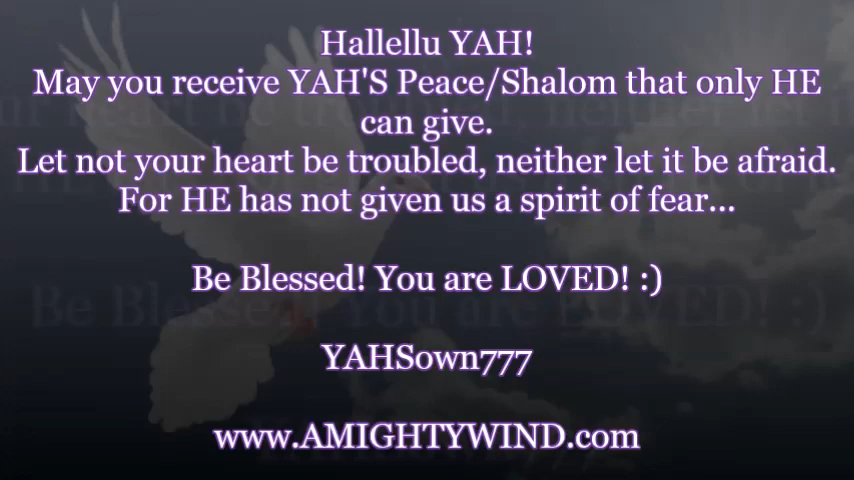 Hallellu YAH!
May you receive YAH'S Peace/Shalom that only HE
can give.
Let not your heart be troubled, neither let it be afraid.
For HE has not given us a spirit of fear...
Be Blessed! You are LOVED! :)
YAHSown777
www.AMIGHTYWIND.com